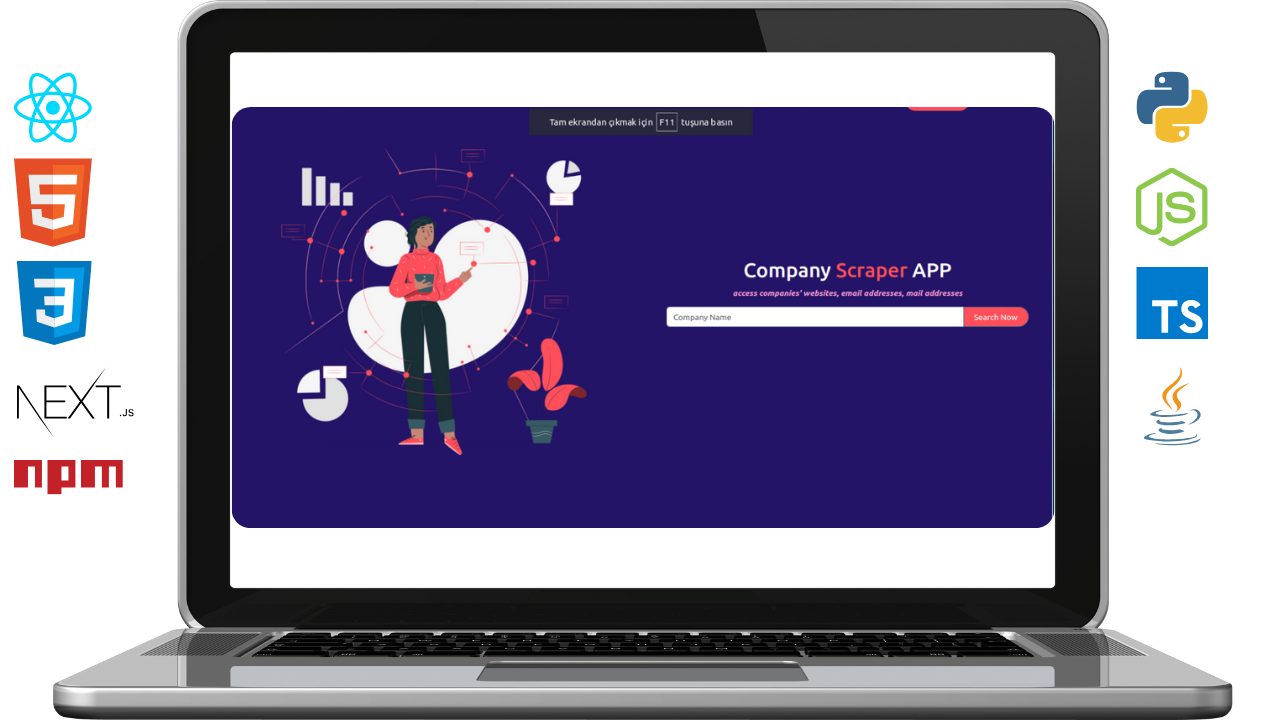 Tam ekrandan çıkmak için F11 tuşuna basın
Company Scraper APP
access companies' websites, email addresses, mail addresses
Company Name
Search Now
5
3
NEXT.JS
npm
JS
TS